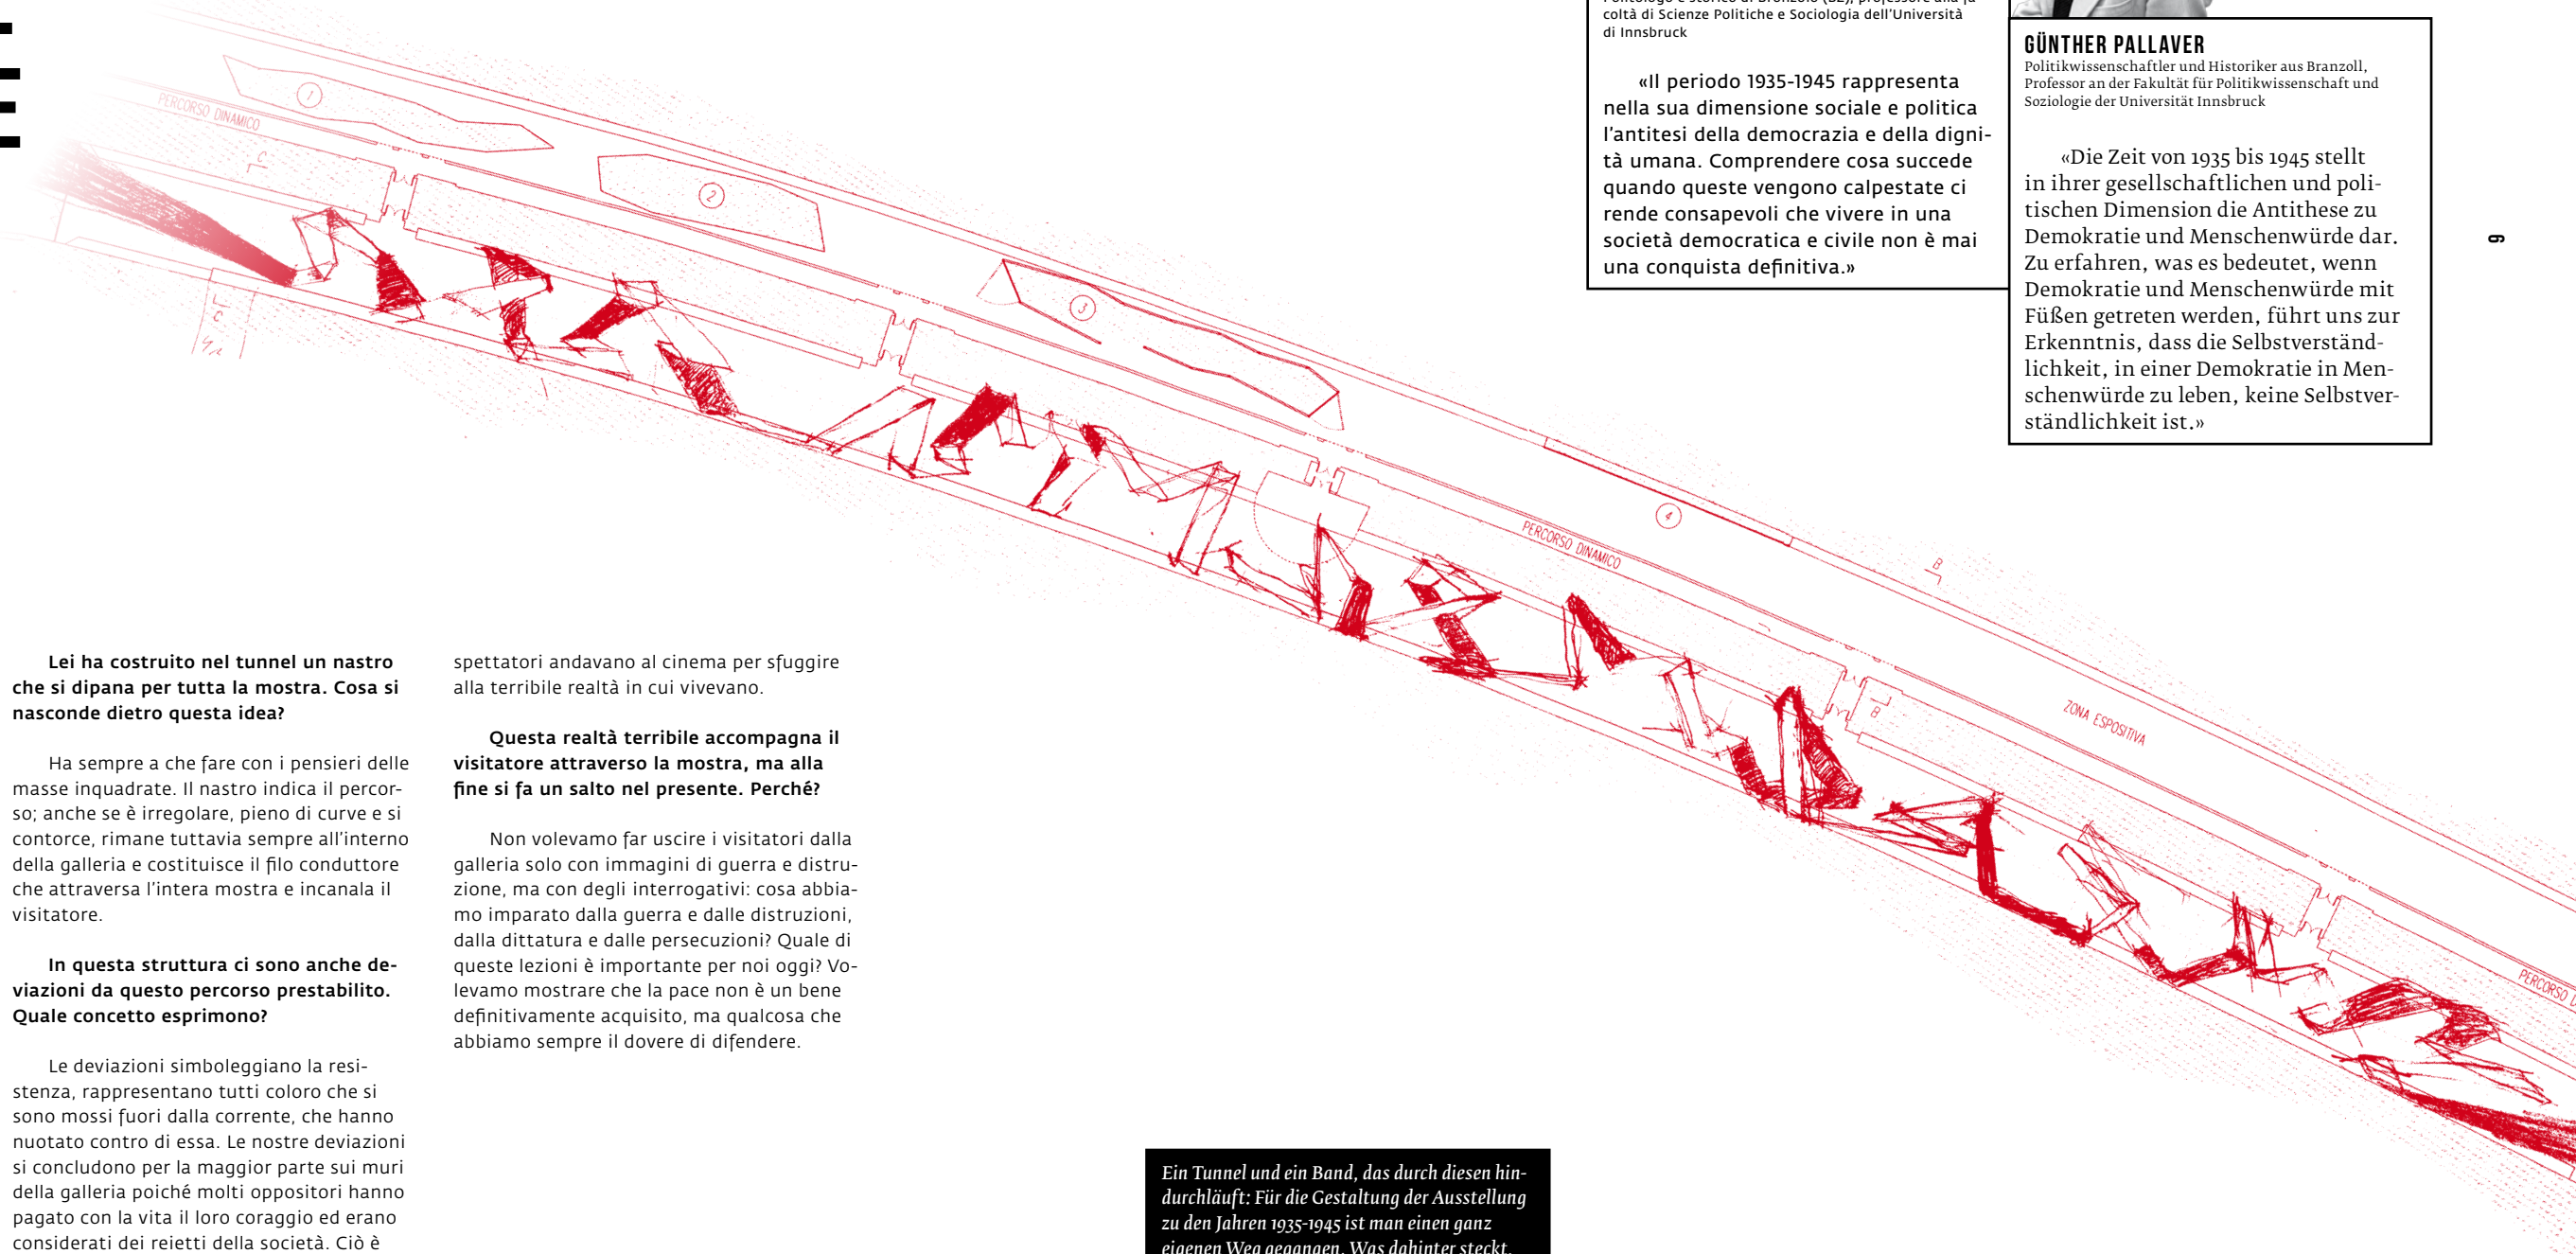 coltà di Scienze Politiche e Sociologia dell'Università
di Innsbruck
«Il periodo 1935-1945 rappresenta
nella sua dimensione sociale e politica
l'antitesi della democrazia e della digni-
tà umana. Comprendere cosa succede
quando queste vengono calpestate ci
rende consapevoli che vivere in una
società democratica e civile non è mai
una conquista definitiva.»
GÜNTHER PALLAVER
Politikwissenschaftler und Historiker aus Branzoll,
Professor an der Fakultät für Politikwissenschaft und
Soziologie der Universität Innsbruck
«Die Zeit von 1935 bis 1945 stellt
in ihrer gesellschaftlichen und poli-
tischen Dimension die Antithese zu
Demokratie und Menschenwürde dar.
Zu erfahren, was es bedeutet, wenn
Demokratie und Menschenwürde mit
Füßen getreten werden, führt uns zur
Erkenntnis, dass die Selbstverständ-
lichkeit, in einer Demokratie in Men-
schenwürde zu leben, keine Selbstver-
ständlichkeit ist.»
9
1
PERCORSO DINAMICO
C
2
C
3
4
PERCORSO DINAMICO
B
B
ZONA ESPOSITIVA
PERCORSO D
Lei ha costruito nel tunnel un nastro
che si dipana per tutta la mostra. Cosa si
nasconde dietro questa idea?
Ha sempre a che fare con i pensieri delle
masse inquadrate. Il nastro indica il percor-
so; anche se è irregolare, pieno di curve e si
contorce, rimane tuttavia sempre all'interno
della galleria e costituisce il filo conduttore
che attraversa l'intera mostra e incanala il
visitatore.
In questa struttura ci sono anche de-
viazioni da questo percorso prestabilito.
Quale concetto esprimono?
Le deviazioni simboleggiano la resi-
stenza, rappresentano tutti coloro che si
sono mossi fuori dalla corrente, che hanno
nuotato contro di essa. Le nostre deviazioni
si concludono per la maggior parte sui muri
della galleria poiché molti oppositori hanno
pagato con la vita il loro coraggio ed erano
considerati dei reietti della società. Ciò è
spettatori andavano al cinema per sfuggire
alla terribile realtà in cui vivevano.
Questa realtà terribile accompagna il
visitatore attraverso la mostra, ma alla
fine si fa un salto nel presente. Perché?
Non volevamo far uscire i visitatori dalla
galleria solo con immagini di guerra e distru-
zione, ma con degli interrogativi: cosa abbia-
mo imparato dalla guerra e dalle distruzioni,
dalla dittatura e dalle persecuzioni? Quale di
queste lezioni è importante per noi oggi? Vo-
levamo mostrare che la pace non è un bene
definitivamente acquisito, ma qualcosa che
abbiamo sempre il dovere di difendere.
Ein Tunnel und ein Band, das durch diesen hin-
durchläuft: Für die Gestaltung der Ausstellung
zu den Jahren 1935-1945 ist man einen ganz
eigenen Weg gegangen. Was dahinter steckt,